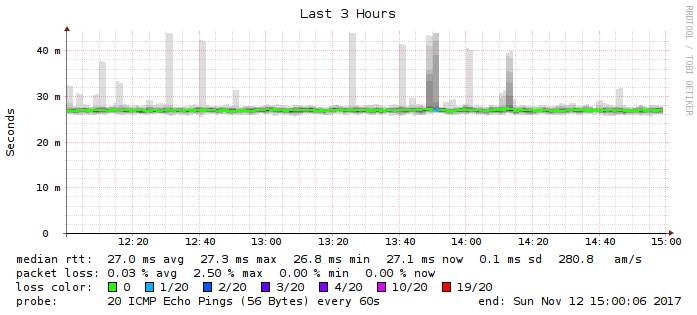 Last 3 Hours
RRDTOOL / TOBI OETIKER
Seconds
40 m
30 m
20 m
10 m
0
12:20 12:40 13:00 13:20 13:40 14:00 14:20 14:40 15:00
median rtt: 27.0 ms avg 27.3 ms max 26.8 ms min 27.1 ms now 0.1 ms sd 280.8 am/s
packet loss: 0.03 % avg 2.50 % max 0.00 % min 0.00 % now
loss color: 0 1/20 2/20 3/20 4/20 10/20 19/20
probe: 20 ICMP Echo Pings (56 Bytes) every 60s end: Sun Nov 12 15:00:06 2017